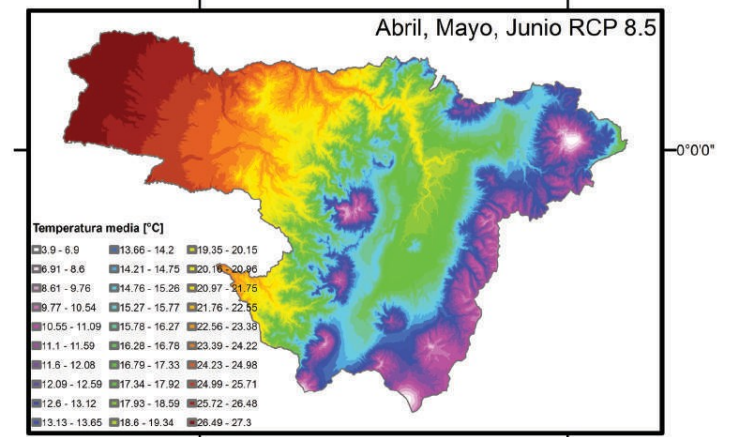 Abril, Mayo, Junio RCP 8.5
0°0'0"
Temperatura media [°C]
3.9 - 6.9 13.66 - 14.2 19.35 - 20.15
6.91 - 8.6 14.21 - 14.75 20.16 - 20.96
8.61 - 9.76 14.76 - 15.26 20.97 - 21.75
9.77 - 10.54 15.27 - 15.77 21.76 - 22.55
10.55 - 11.09 15.78 - 16.27 22.56 - 23.38
11.1 - 11.59 16.28 - 16.78 23.39 - 24.22
11.6 - 12.08 16.79 - 17.33 24.23 - 24.98
12.09 - 12.59 17.34 - 17.92 24.99 - 25.71
12.6 - 13.12 17.93 - 18.59 25.72 - 26.48
13.13 - 13.65 18.6 - 19.34 26.49 - 27.3